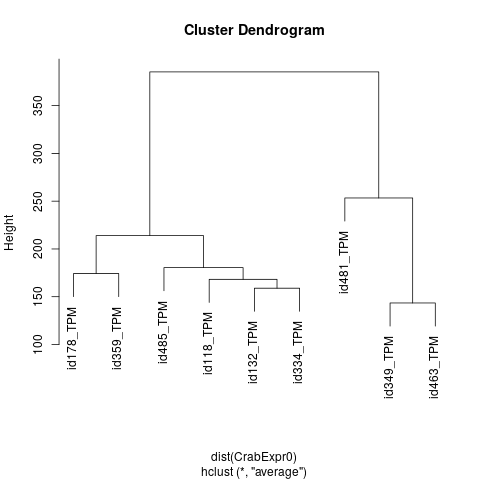 Cluster Dendrogram
Height
350
300
250
200
150
100
id178_TPM
id359_TPM
id485_TPM
id118_TPM
id132_TPM
id334_TPM
id481_TPM
id349_TPM
id463_TPM
dist(CrabExpr0)
hclust (*, "average")